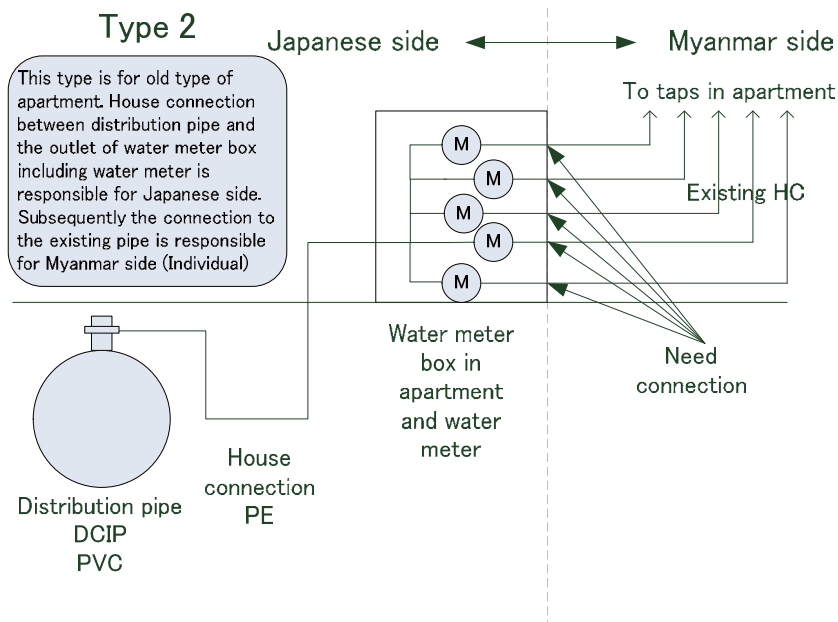 Type 2
Japanese side
Myanmar side
This type is for old type of
apartment. House connection
between distribution pipe and
the outlet of water meter box
including water meter is
responsible for Japanese side.
Subsequently the connection to
the existing pipe is responsible
for Myanmar side (Individual)
To taps in apartment
M
M
Existing HC
M
M
M
Water meter
box in
apartment
and water
meter
Need
connection
House
connection
PE
Distribution pipe
DCIP
PVC